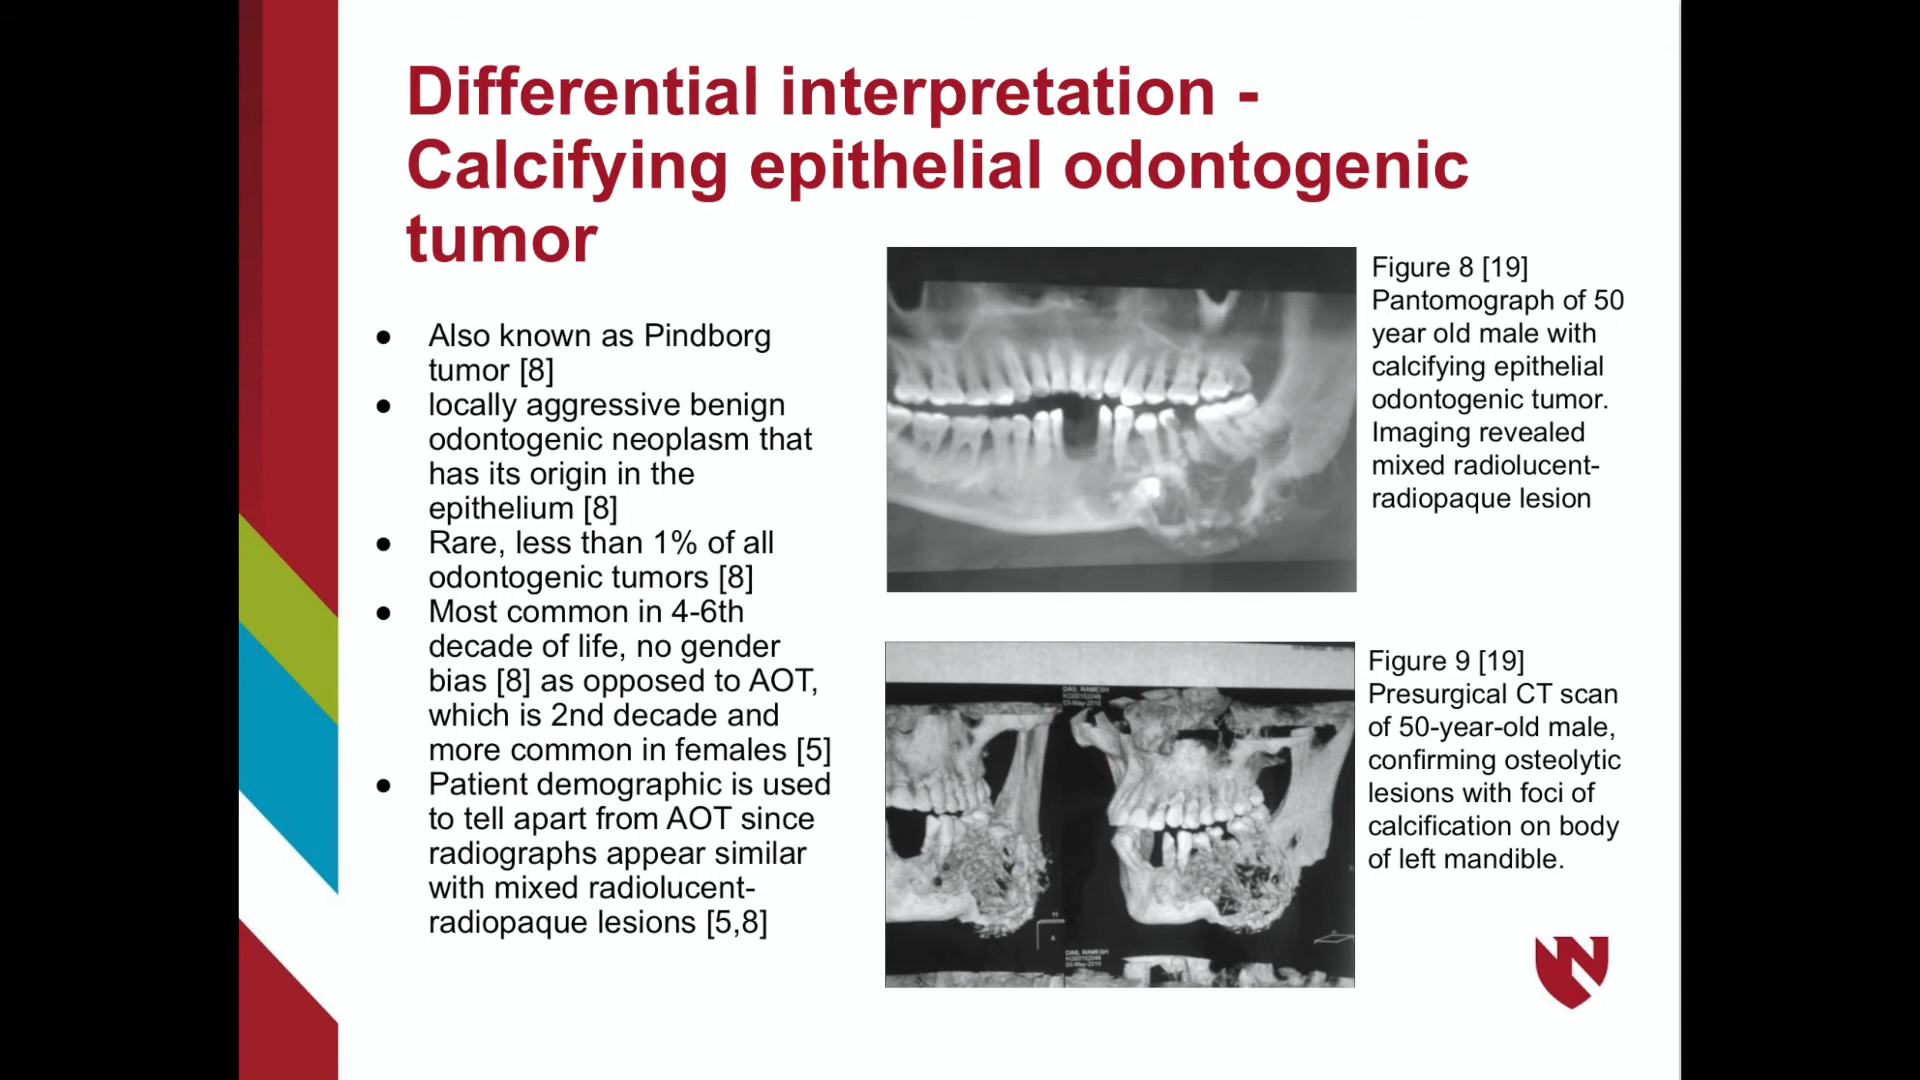 Differential interpretation -
Calcifying epithelial odontogenic
tumor
● Also known as Pindborg
tumor [8]
● locally aggressive benign
odontogenic neoplasm that
has its origin in the
epithelium [8]
● Rare, less than 1% of all
odontogenic tumors [8]
● Most common in 4-6th
decade of life, no gender
bias [8] as opposed to AOT,
which is 2nd decade and
more common in females [5]
● Patient demographic is used
to tell apart from AOT since
radiographs appear similar
with mixed radiolucent-
radiopaque lesions [5,8]
Figure 8 [19]
Pantomograph of 50
year old male with
calcifying epithelial
odontogenic tumor.
Imaging revealed
mixed radiolucent-
radiopaque lesion
Figure 9 [19]
Presurgical CT scan
of 50-year-old male,
confirming osteolytic
lesions with foci of
calcification on body
of left mandible.